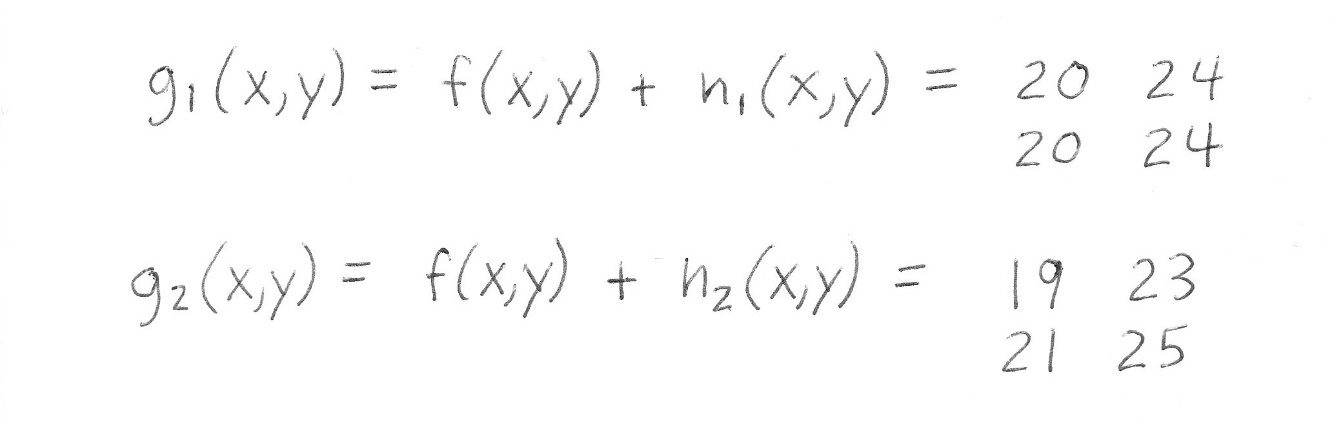 g₁(x,y) = f(x,y) + n₁(x,y) = 20 24
20 24
g₂(x,y) = f(x,y) + n₂(x,y) = 19 23
21 25